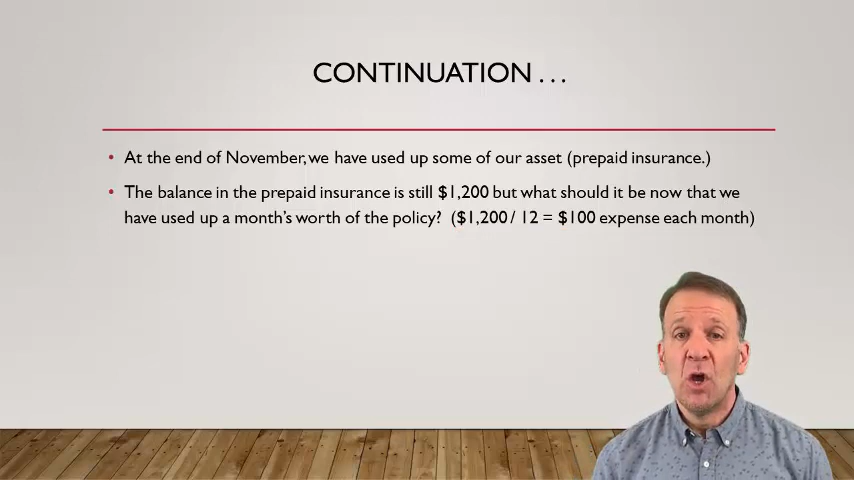 CONTINUATION . . .
• At the end of November, we have used up some of our asset (prepaid insurance.)
• The balance in the prepaid insurance is still $1,200 but what should it be now that we
have used up a month's worth of the policy? ($1,200 / 12 = $100 expense each month)